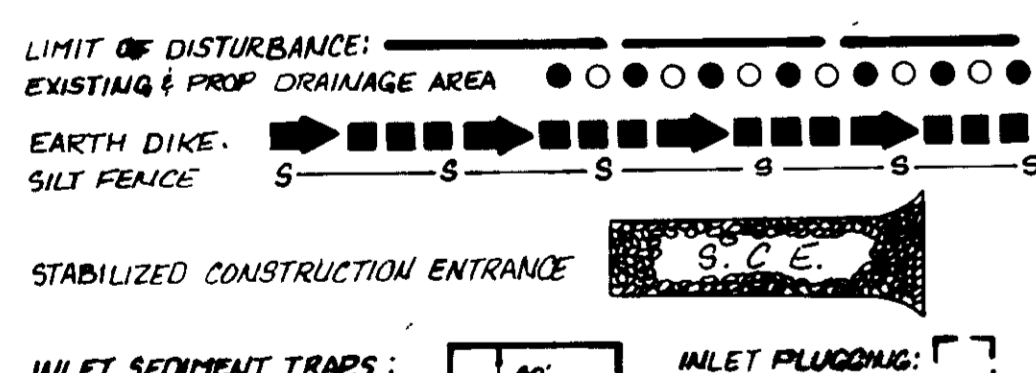 LIMIT OF DISTURBANCE:
EXISTING & PROP DRAINAGE AREA
EARTH DIKE.
SILT FENCE S S S S S S
STABILIZED CONSTRUCTION ENTRANCE S. C. E.
INLET SEDIMENT TRAPS: INLET PLUGGING: